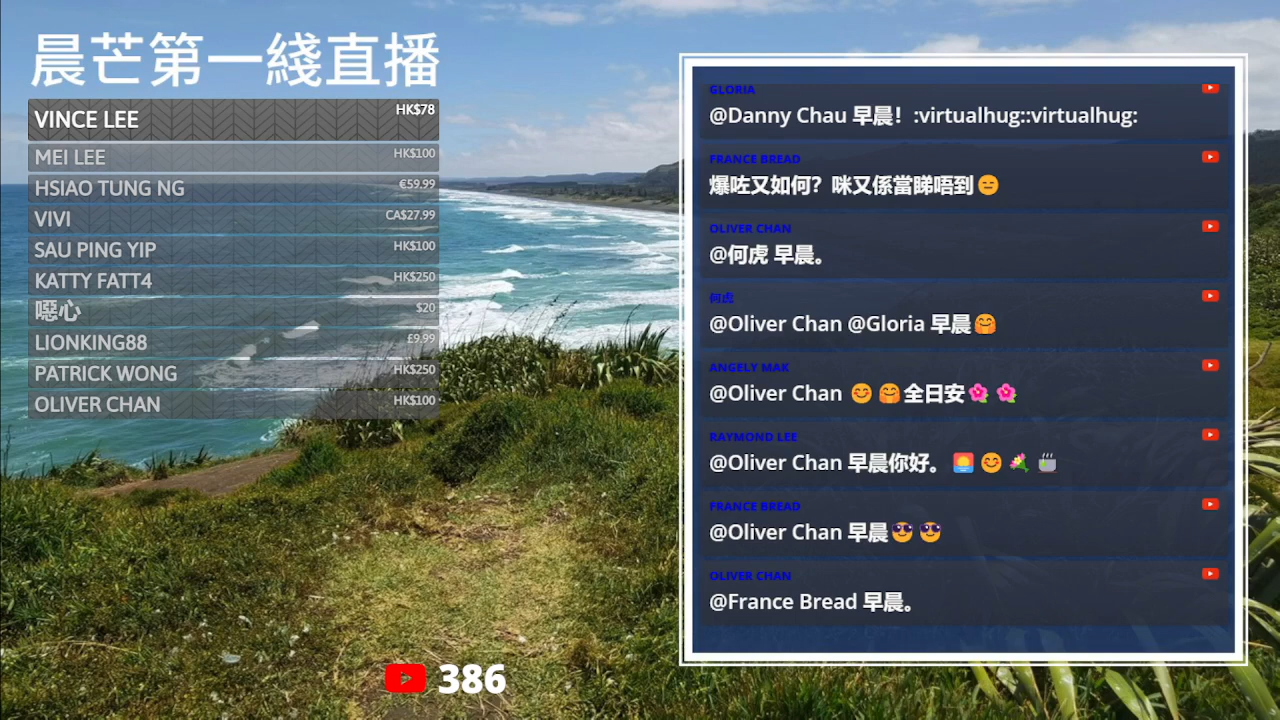 晨芒第一綫直播
VINCE LEE HK$78
MEI LEE HK$100
HSIAO TUNG NG €59.99
VIVI CA$27.99
SAU PING YIP HK$100
KATTY FATT4 HK$250
噁心 $20
LIONKING88 £9.99
PATRICK WONG HK$250
OLIVER CHAN HK$100
386
GLORIA
@Danny Chau 早晨！:virtualhug::virtualhug:
FRANCE BREAD
爆咗又如何？咪又係當睇唔到😑
OLIVER CHAN
@何虎 早晨。
何虎
@Oliver Chan @Gloria 早晨🤗
ANGELY MAK
@Oliver Chan 😊🤗全日安🌺🌺
RAYMOND LEE
@Oliver Chan 早晨你好。🌅😊💐🍵
FRANCE BREAD
@Oliver Chan 早晨😎😎
OLIVER CHAN
@France Bread 早晨。